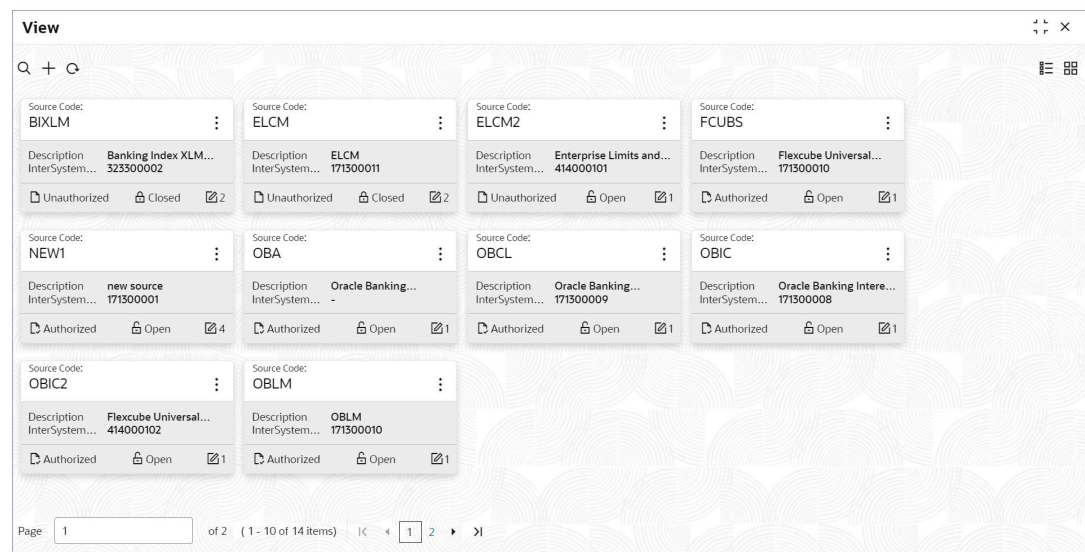 View
Source Code:
BIXLM
Description Banking Index XLM...
InterSystem... 323300002
Unauthorized Closed 2
Source Code:
ELCM
Description ELCM
InterSystem... 171300011
Unauthorized Closed 2
Source Code:
ELCM2
Description Enterprise Limits and...
InterSystem... 414000101
Unauthorized Open 1
Source Code:
FCUBS
Description Flexcube Universal...
InterSystem... 171300010
Authorized Open 1
Source Code:
NEW1
Description new source
InterSystem... 171300001
Authorized Open 4
Source Code:
OBA
Description Oracle Banking...
InterSystem... -
Authorized Open 1
Source Code:
OBCL
Description Oracle Banking...
InterSystem... 171300009
Authorized Open 1
Source Code:
OBIC
Description Oracle Banking Intere...
InterSystem... 171300008
Authorized Open 1
Source Code:
OBIC2
Description Flexcube Universal...
InterSystem... 414000102
Authorized Open 1
Source Code:
OBLM
Description OBLM
InterSystem... 171300010
Authorized Open 1
Page 1 of 2 ( 1 - 10 of 14 items) 1 2